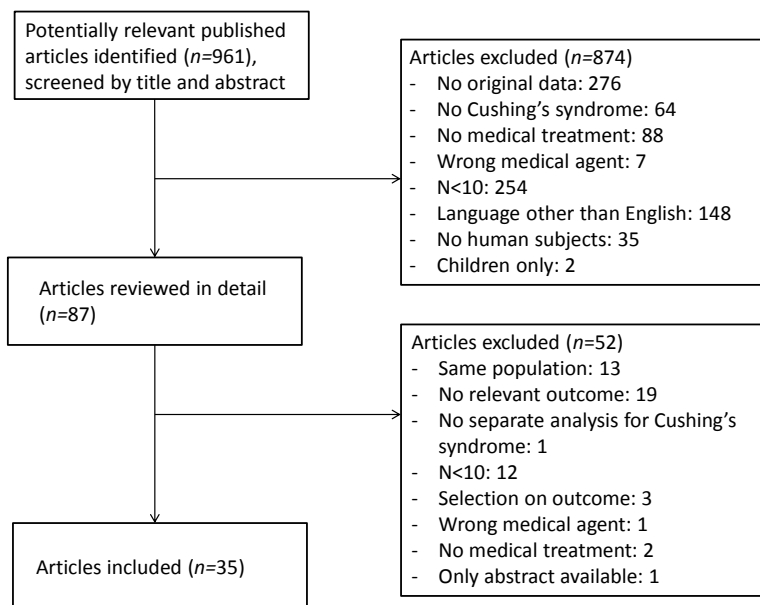 Potentially relevant published
articles identified (n=961),
screened by title and abstract
Articles excluded (n=874)
- No original data: 276
- No Cushing's syndrome: 64
- No medical treatment: 88
- Wrong medical agent: 7
- N<10: 254
- Language other than English: 148
- No human subjects: 35
- Children only: 2
Articles reviewed in detail
(n=87)
Articles excluded (n=52)
- Same population: 13
- No relevant outcome: 19
- No separate analysis for Cushing's
syndrome: 1
- N<10: 12
- Selection on outcome: 3
- Wrong medical agent: 1
- No medical treatment: 2
- Only abstract available: 1
Articles included (n=35)